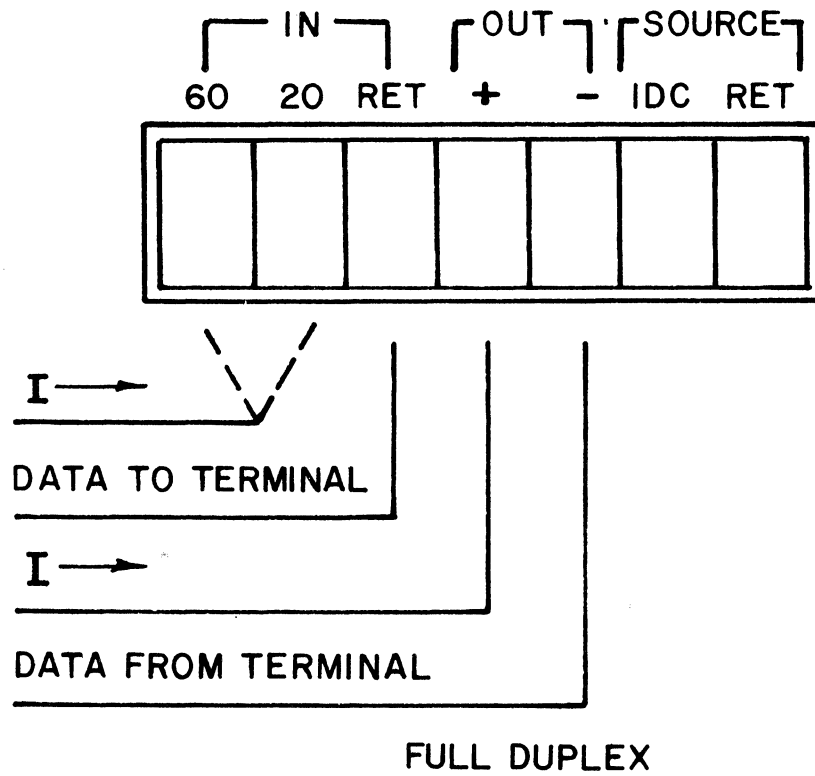 IN OUT SOURCE
60 20 RET + - IDC RET
I
DATA TO TERMINAL
I
DATA FROM TERMINAL
FULL DUPLEX